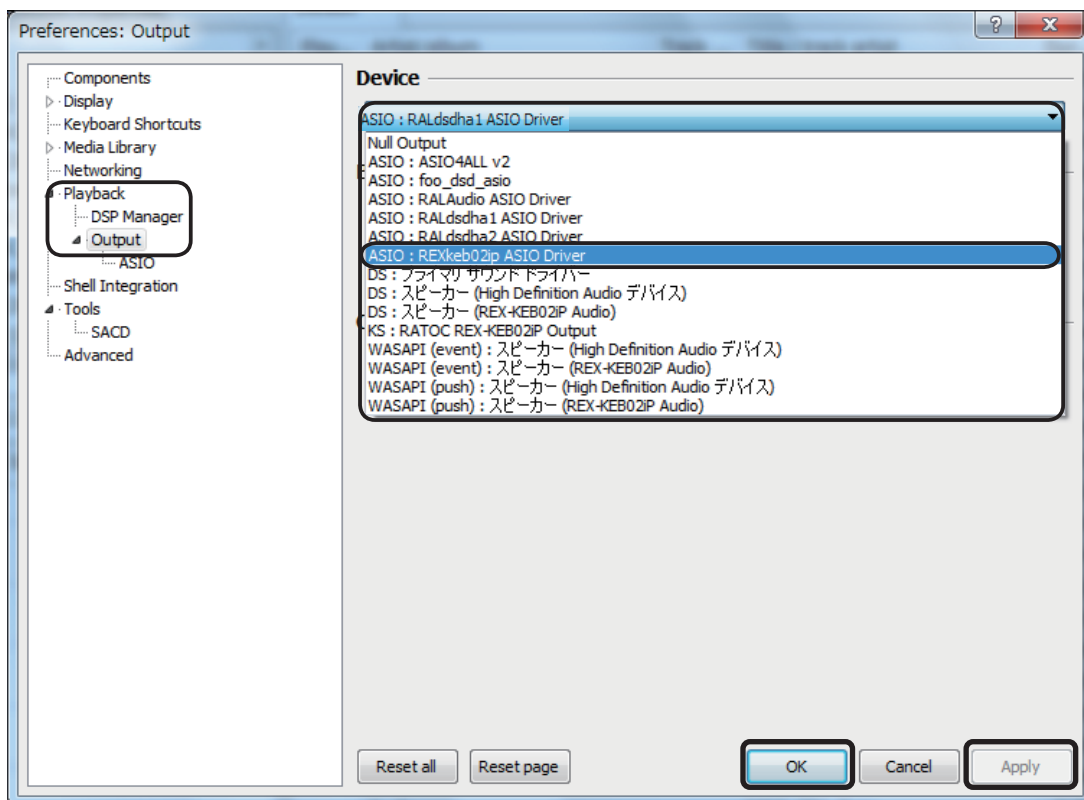 Preferences: Output
Components
Display
Keyboard Shortcuts
Media Library
Networking
Playback
DSP Manager
Output
ASIO
Shell Integration
Tools
SACD
Advanced
Device
ASIO : RALdsdha1 ASIO Driver
Null Output
ASIO : ASIO4ALL v2
ASIO : foo_dsd_asio
ASIO : RALAudio ASIO Driver
ASIO : RALdsdha1 ASIO Driver
ASIO : RALdsdha2 ASIO Driver
ASIO : REXkeb02ip ASIO Driver
DS : プライマリ サウンド ドライバー
DS : スピーカー (High Definition Audio デバイス)
DS : スピーカー (REX-KEB02iP Audio)
KS : RATOC REX-KEB02iP Output
WASAPI (event) : スピーカー (High Definition Audio デバイス)
WASAPI (event) : スピーカー (REX-KEB02iP Audio)
WASAPI (push) : スピーカー (High Definition Audio デバイス)
WASAPI (push) : スピーカー (REX-KEB02iP Audio)
Reset all
Reset page
OK
Cancel
Apply